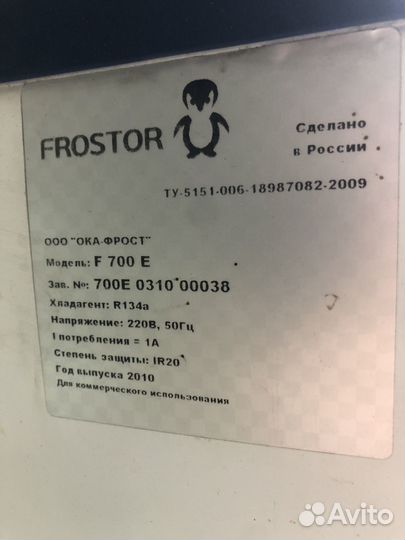 FROSTOR
Сделано
в России
ТУ-5151-006-18987082-2009
ООО "ОКА-ФРОСТ"
Модель: F 700 E
Зав. №: 700E 0310 00038
Хладагент: R134a
Напряжение: 220В, 50Гц
I потребления = 1А
Степень защиты: IR20
Год выпуска 2010
Для коммерческого использования
Avito